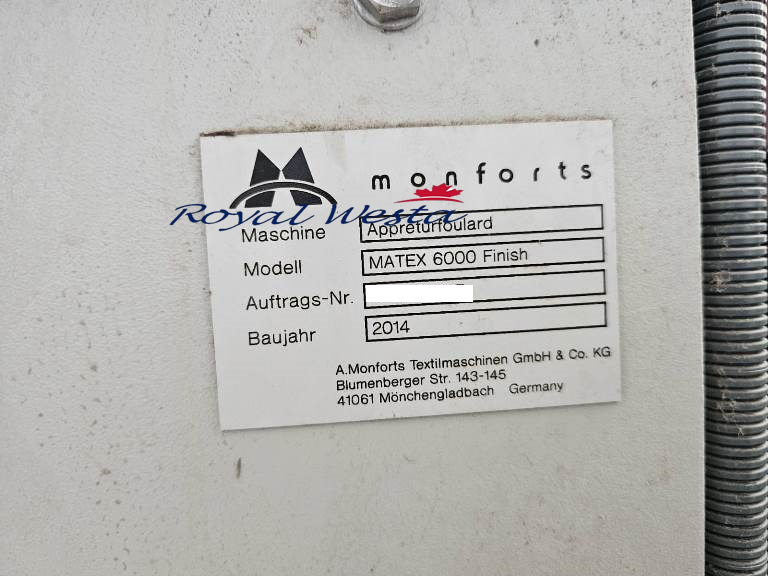 monforts
Royal Westa
Maschine Appreturfoulard
Modell MATEX 6000 Finish
Auftrags-Nr.
Baujahr 2014
A.Monforts Textilmaschinen GmbH & Co. KG
Blumenberger Str. 143-145
41061 Mönchengladbach Germany